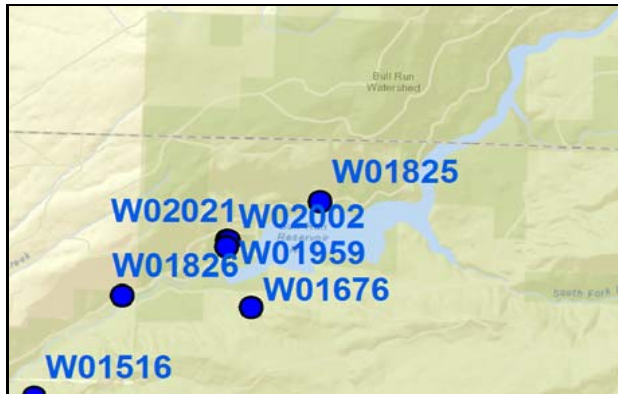 Bull Run
Watershed
W01825
W02021
W02002
Reservoir
W01959
W01826
W01676
South Fork
W01516